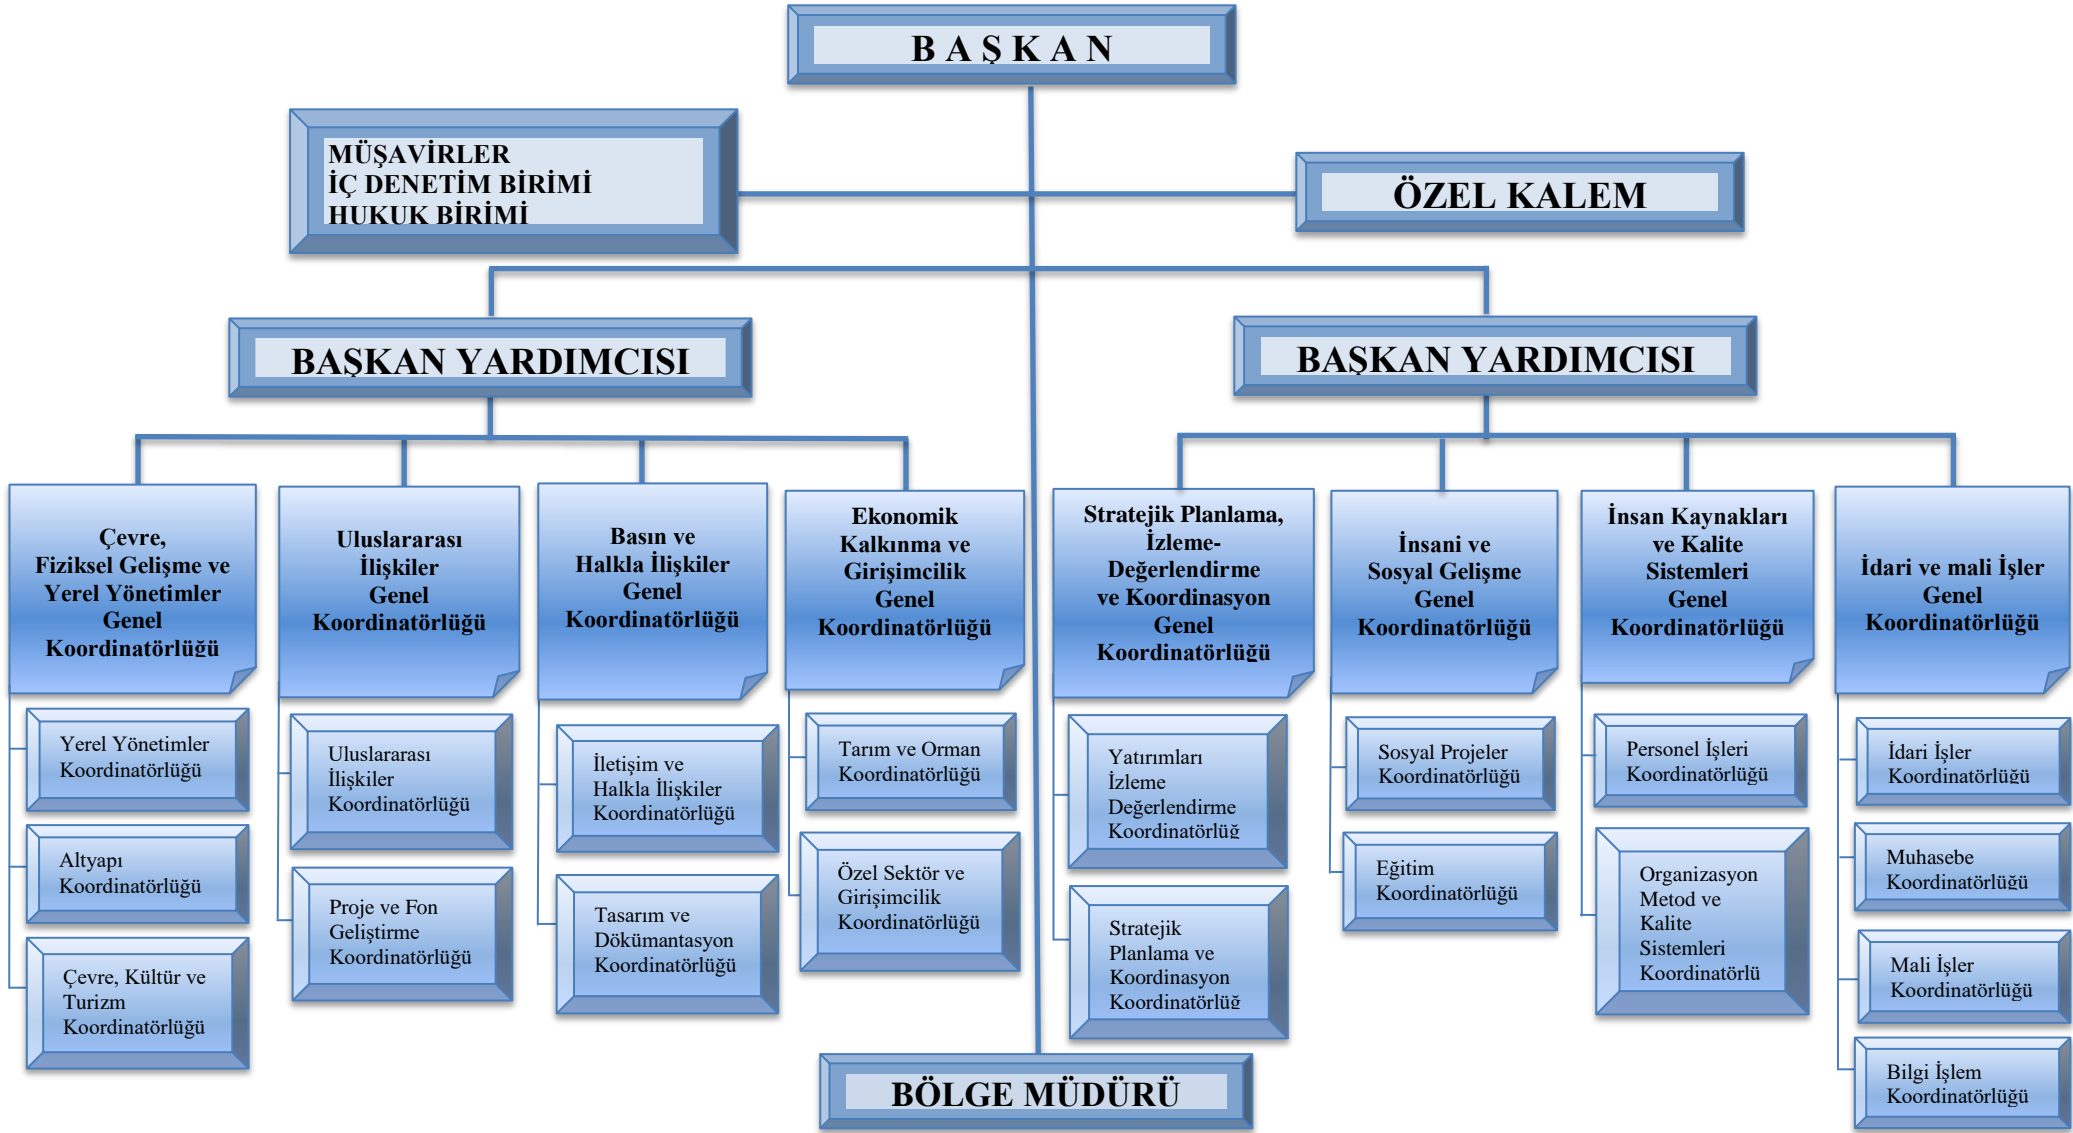 B A Ş K A N
MÜŞAVİRLER
İÇ DENETİM BİRİMİ
HUKUK BİRİMİ
ÖZEL KALEM
BAŞKAN YARDIMCISI
BAŞKAN YARDIMCISI
Çevre,
Fiziksel Gelişme ve
Yerel Yönetimler
Genel
Koordinatörlüğü
Uluslararası
İlişkiler
Genel
Koordinatörlüğü
Basın ve
Halkla İlişkiler
Genel
Koordinatörlüğü
Ekonomik
Kalkınma ve
Girişimcilik
Genel
Koordinatörlüğü
Stratejik Planlama,
İzleme-
Değerlendirme
ve Koordinasyon
Genel
Koordinatörlüğü
İnsani ve
Sosyal Gelişme
Genel
Koordinatörlüğü
İnsan Kaynakları
ve Kalite
Sistemleri
Genel
Koordinatörlüğü
İdari ve mali İşler
Genel
Koordinatörlüğü
Yerel Yönetimler
Koordinatörlüğü
Altyapı
Koordinatörlüğü
Çevre, Kültür ve
Turizm
Koordinatörlüğü
Uluslararası
İlişkiler
Koordinatörlüğü
Proje ve Fon
Geliştirme
Koordinatörlüğü
İletişim ve
Halkla İlişkiler
Koordinatörlüğü
Tasarım ve
Dökümantasyon
Koordinatörlüğü
Tarım ve Orman
Koordinatörlüğü
Özel Sektör ve
Girişimcilik
Koordinatörlüğü
Yatırımları
İzleme
Değerlendirme
Koordinatörlüğ
Stratejik
Planlama ve
Koordinasyon
Koordinatörlüğ
Sosyal Projeler
Koordinatörlüğü
Eğitim
Koordinatörlüğü
Personel İşleri
Koordinatörlüğü
Organizasyon
Metod ve
Kalite
Sistemleri
Koordinatörlü
İdari İşler
Koordinatörlüğü
Muhasebe
Koordinatörlüğü
Mali İşler
Koordinatörlüğü
Bilgi İşlem
Koordinatörlüğü
BÖLGE MÜDÜRÜ